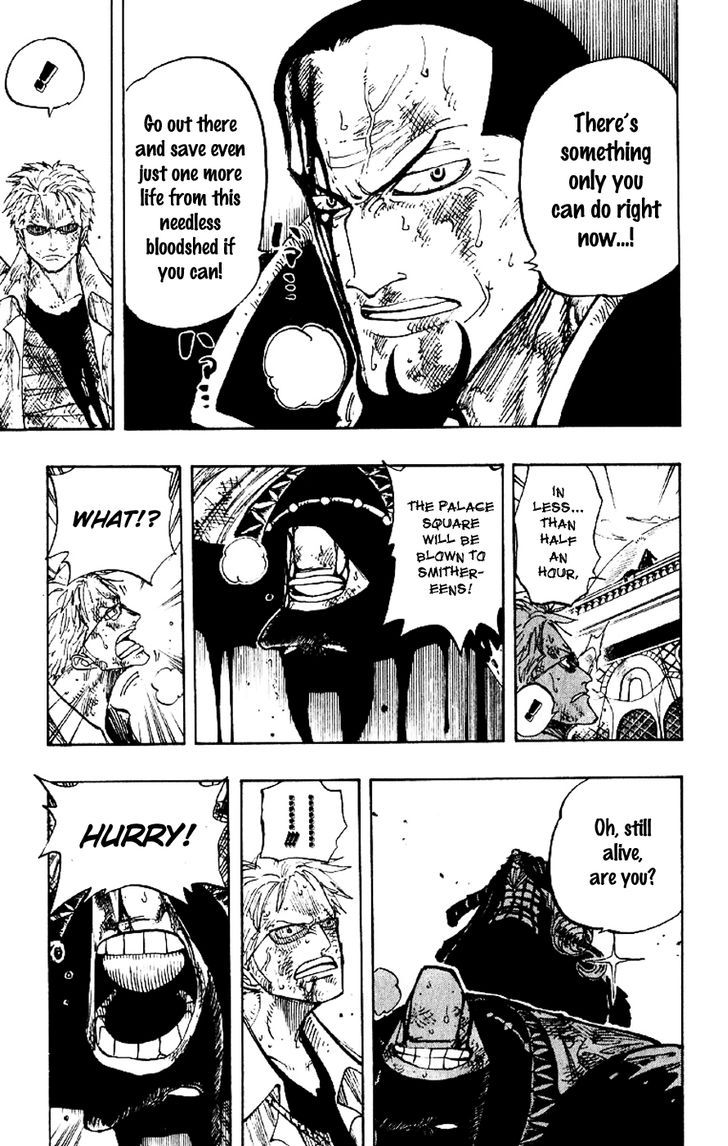 There's
something
only you
can do right
now...!
Go out there
and save even
just one more
life from this
needless
bloodshed if
you can!
!!
IN
LESS...
THAN
HALF
AN
HOUR,
!!
THE PALACE
SQUARE
WILL BE
BLOWN TO
SMITHER-
EENS!
WHAT!?
Oh, still
alive,
are you?
HURRY!